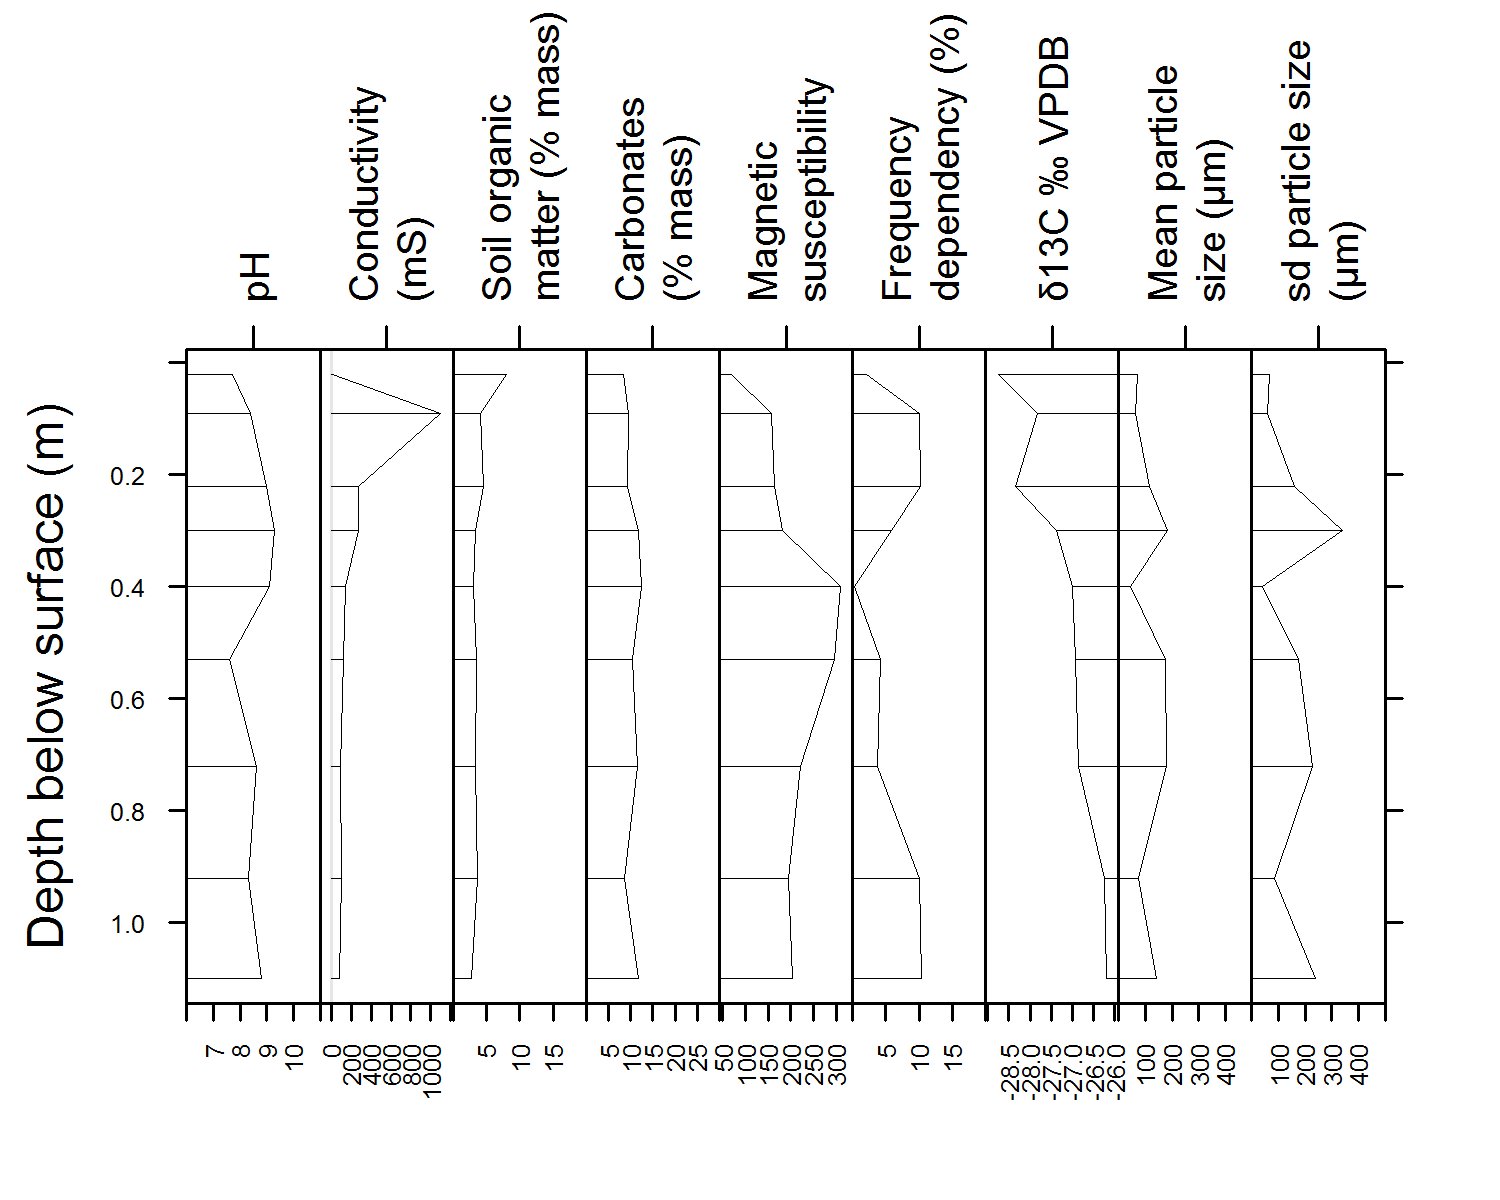 pH
Conductivity
(mS)
Soil organic
matter (% mass)
Carbonates
(% mass)
Magnetic
susceptibility
Frequency
dependency (%)
δ13C ‰ VPDB
Mean particle
size (μm)
sd particle size
(μm)
Depth below surface (m)
0.2
0.4
0.6
0.8
1.0
7 8 9 10
0 200 400 600 800 1000
5 10 15
5 10 15 20 25
50 100 150 200 250 300
5 10 15
-28.5 -28.0 -27.5 -27.0 -26.5 -26.0
100 200 300 400
100 200 300 400